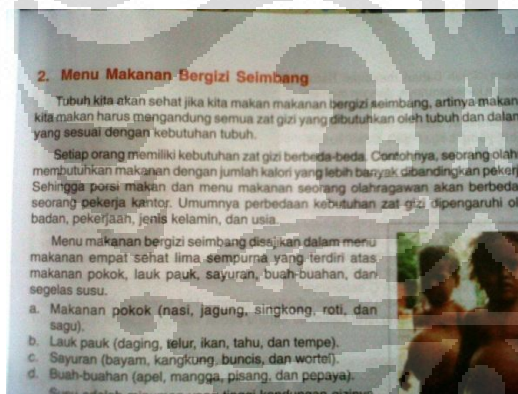 2. Menu Makanan Bergizi Seimbang
Tubuh kita akan sehat jika kita makan makanan bergizi seimbang, artinya makan
kita makan harus mengandung semua zat gizi yang dibutuhkan oleh tubuh dan dalam
yang sesuai dengan kebutuhan tubuh.
Setiap orang memiliki kebutuhan zat gizi berbeda-beda. Contohnya, seorang olah
membutuhkan makanan dengan jumlah kalori yang lebih banyak dibandingkan pekerj
Sehingga porsi makan dan menu makanan seorang olahragawan akan berbeda
seorang pekerja kantor. Umumnya perbedaan kebutuhan zat gizi dipengaruhi ol
badan, pekerjaan, jenis kelamin, dan usia.
Menu makanan bergizi seimbang disajikan dalam menu
makanan empat sehat lima sempurna yang terdiri atas
makanan pokok, lauk pauk, sayuran, buah-buahan, dan
segelas susu.
a. Makanan pokok (nasi, jagung, singkong, roti, dan
sagu).
b. Lauk pauk (daging, telur, ikan, tahu, dan tempe).
c. Sayuran (bayam, kangkung, buncis, dan wortel).
d. Buah-buahan (apel, mangga, pisang, dan pepaya).